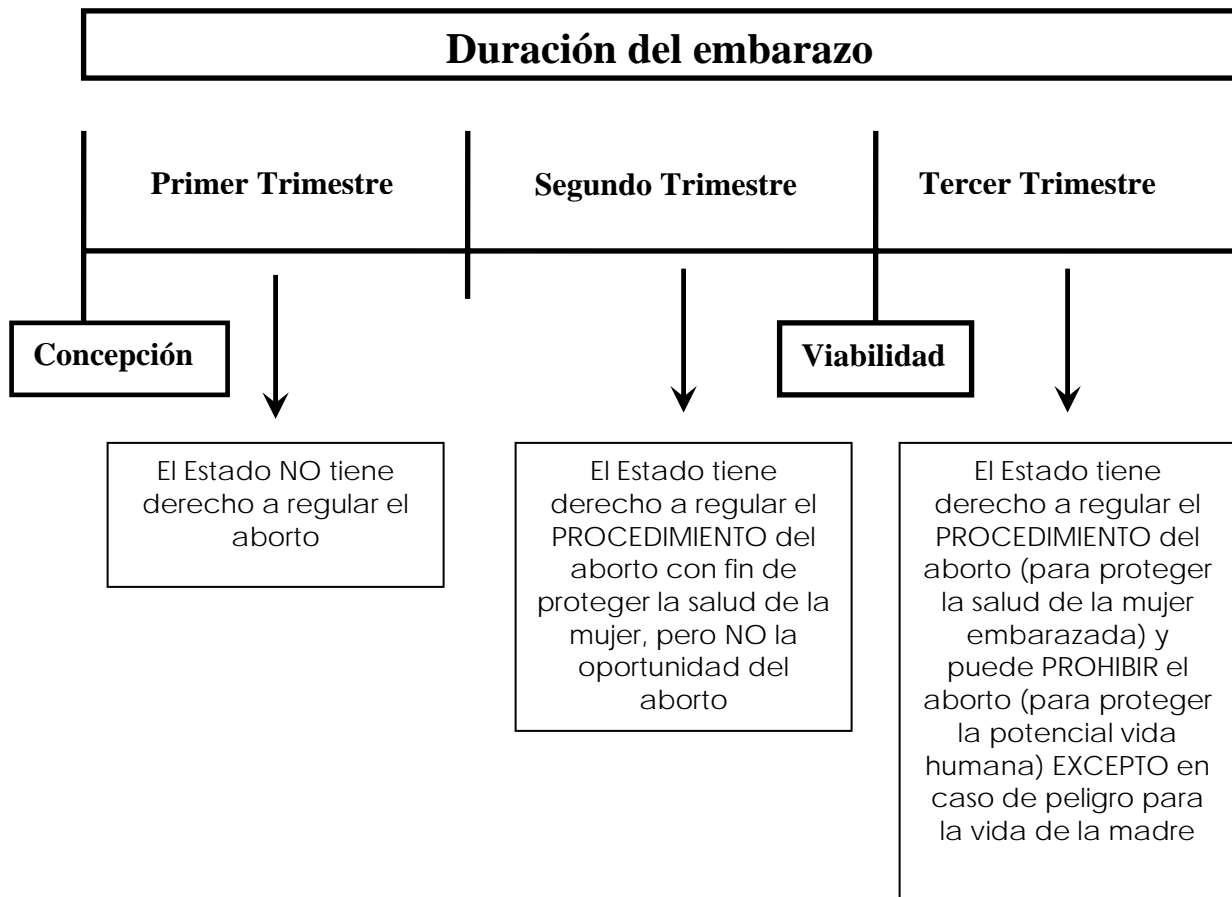 Duración del embarazo
Primer Trimestre
Segundo Trimestre
Tercer Trimestre
Concepción
Viabilidad
El Estado NO tiene
derecho a regular el
aborto
El Estado tiene
derecho a regular el
PROCEDIMIENTO del
aborto con fin de
proteger la salud de la
mujer, pero NO la
oportunidad del
aborto
El Estado tiene
derecho a regular el
PROCEDIMIENTO del
aborto (para proteger
la salud de la mujer
embarazada) y
puede PROHIBIR el
aborto (para proteger
la potencial vida
humana) EXCEPTO en
caso de peligro para
la vida de la madre